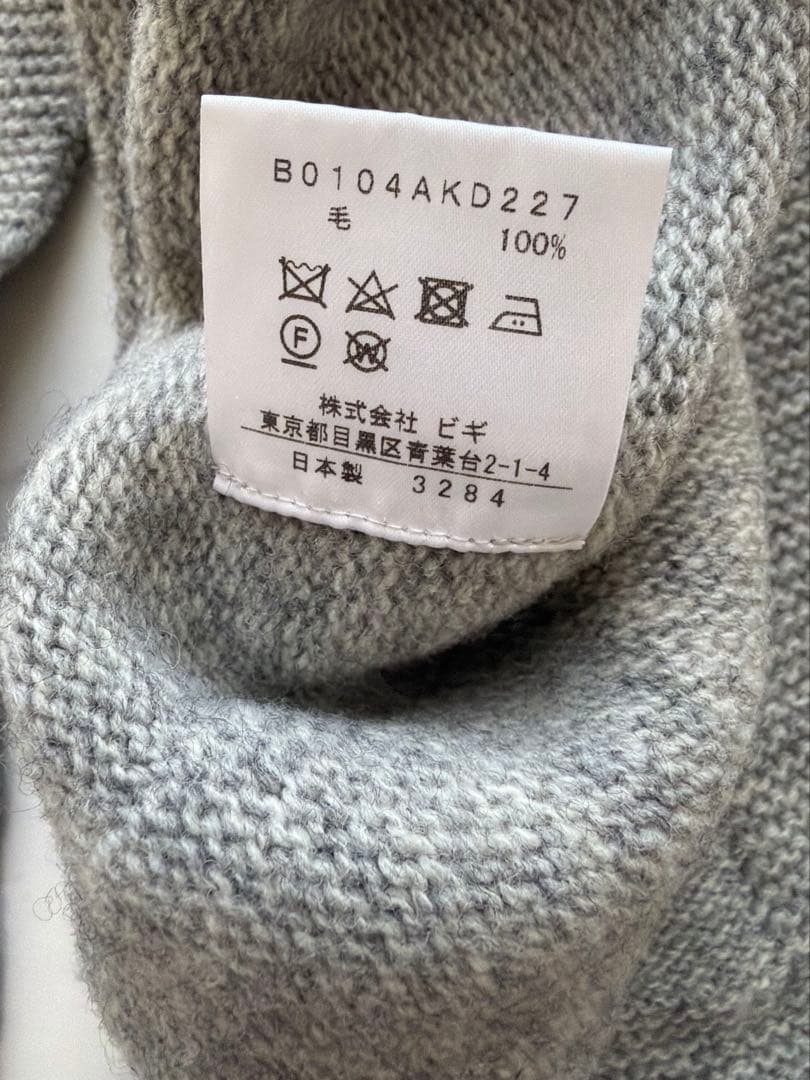 B0104AKD227
毛 100%
F W
株式会社 ビギ
東京都目黒区青葉台2-1-4
日本製 3284